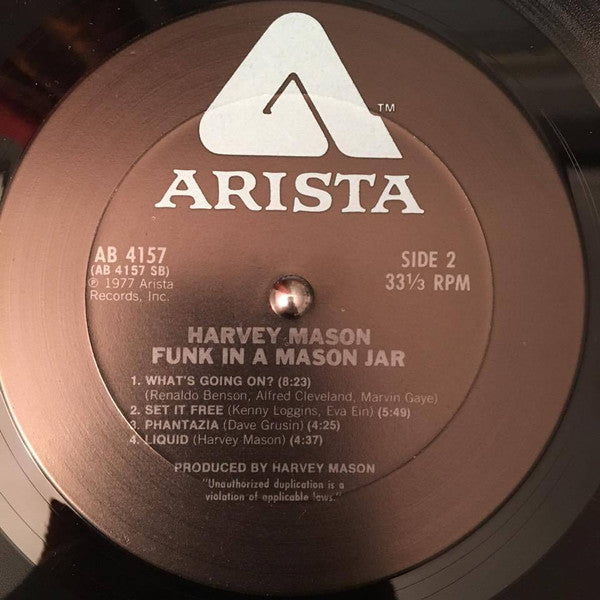 ™
ARISTA
AB 4157
(AB 4157 SB)
℗ 1977 Arista
Records, Inc.
SIDE 2
33⅓ RPM
HARVEY MASON
FUNK IN A MASON JAR
1. WHAT'S GOING ON? (8:23)
(Renaldo Benson, Alfred Cleveland, Marvin Gaye)
2. SET IT FREE (Kenny Loggins, Eva Ein) (5:49)
3. PHANTAZIA (Dave Grusin) (4:25)
4. LIQUID (Harvey Mason) (4:37)
PRODUCED BY HARVEY MASON
"Unauthorized duplication is a
violation of applicable laws."